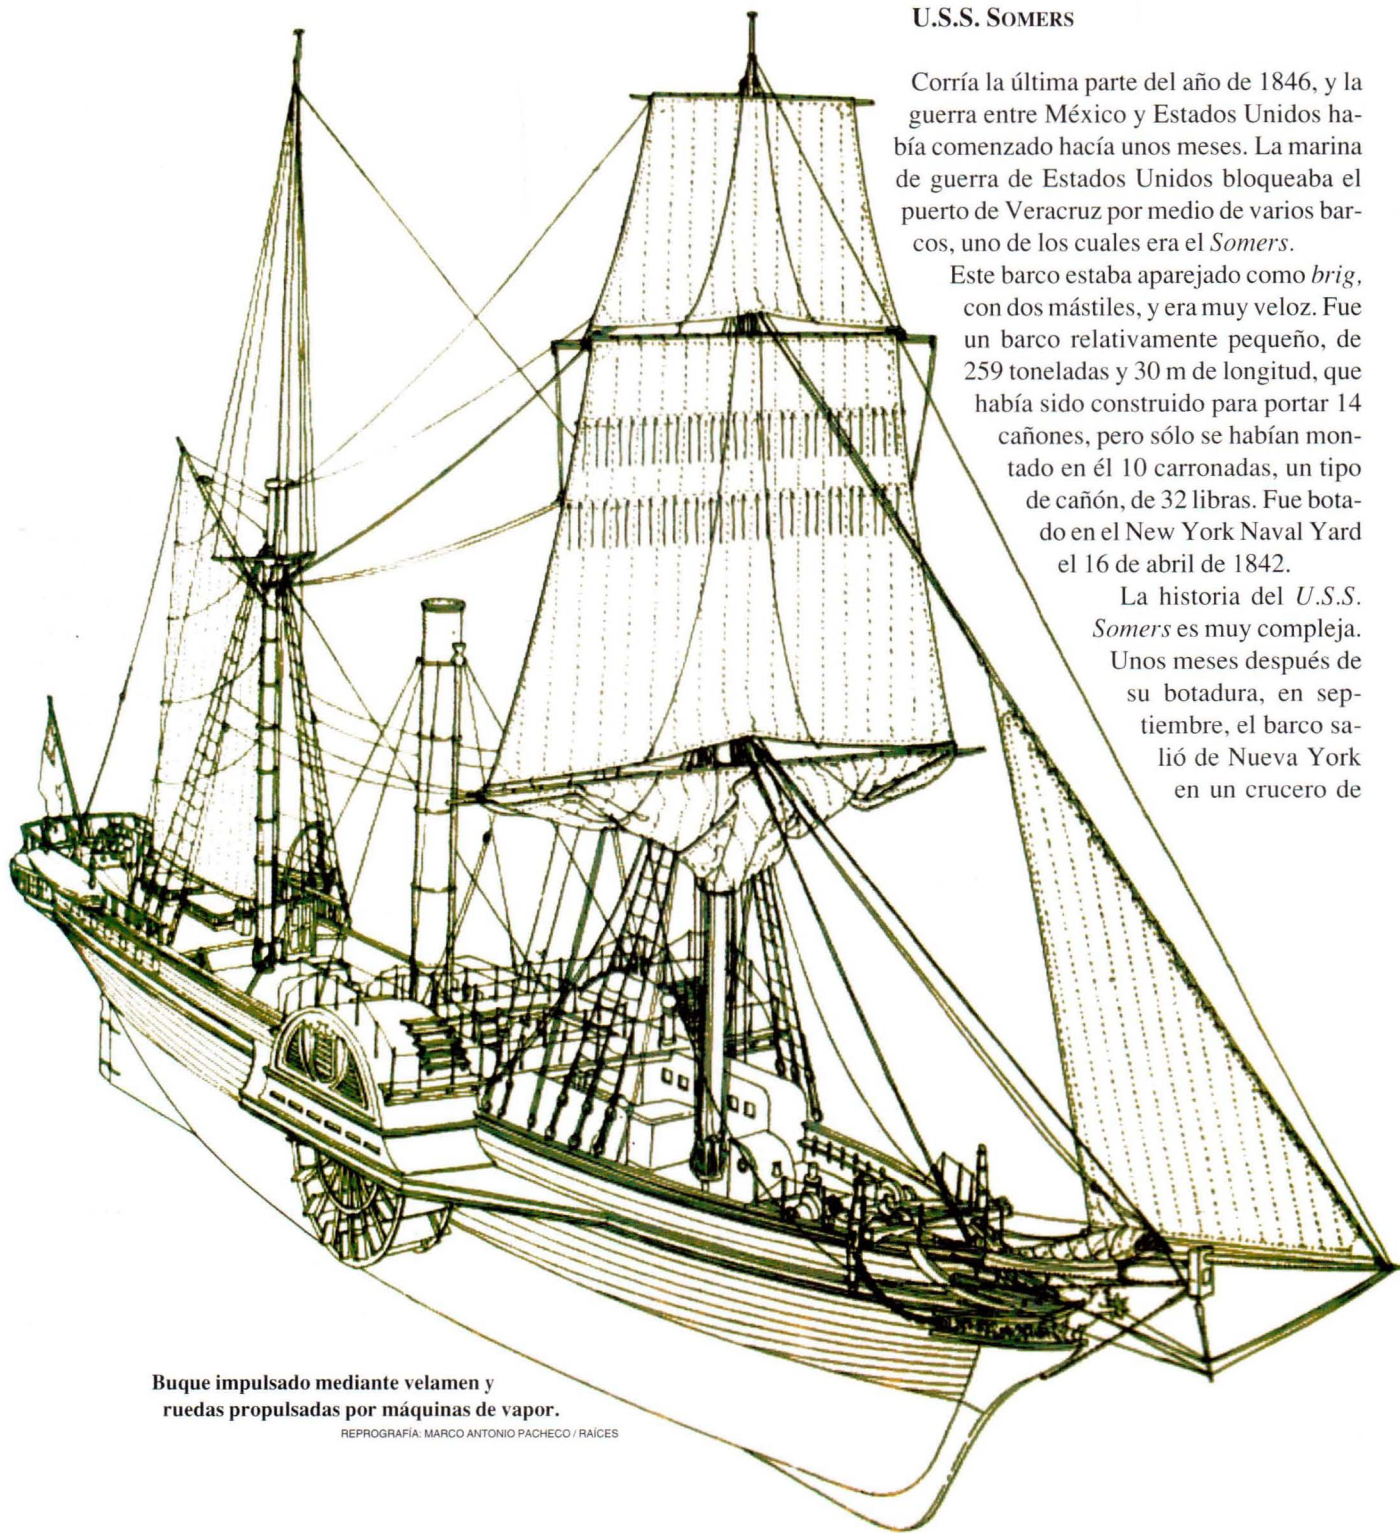 U.S.S. SOMERS
Corría la última parte del año de 1846, y la
guerra entre México y Estados Unidos ha-
bía comenzado hacía unos meses. La marina
de guerra de Estados Unidos bloqueaba el
puerto de Veracruz por medio de varios bar-
cos, uno de los cuales era el Somers.
Este barco estaba aparejado como brig,
con dos mástiles, y era muy veloz. Fue
un barco relativamente pequeño, de
259 toneladas y 30 m de longitud, que
había sido construido para portar 14
cañones, pero sólo se habían mon-
tado en él 10 carronadas, un tipo
de cañón, de 32 libras. Fue bota-
do en el New York Naval Yard
el 16 de abril de 1842.
La historia del U.S.S.
Somers es muy compleja.
Unos meses después de
su botadura, en sep-
tiembre, el barco sa-
lió de Nueva York
en un crucero de
Buque impulsado mediante velamen y
ruedas propulsadas por máquinas de vapor.
REPROGRAFÍA: MARCO ANTONIO PACHECO / RAÍCES